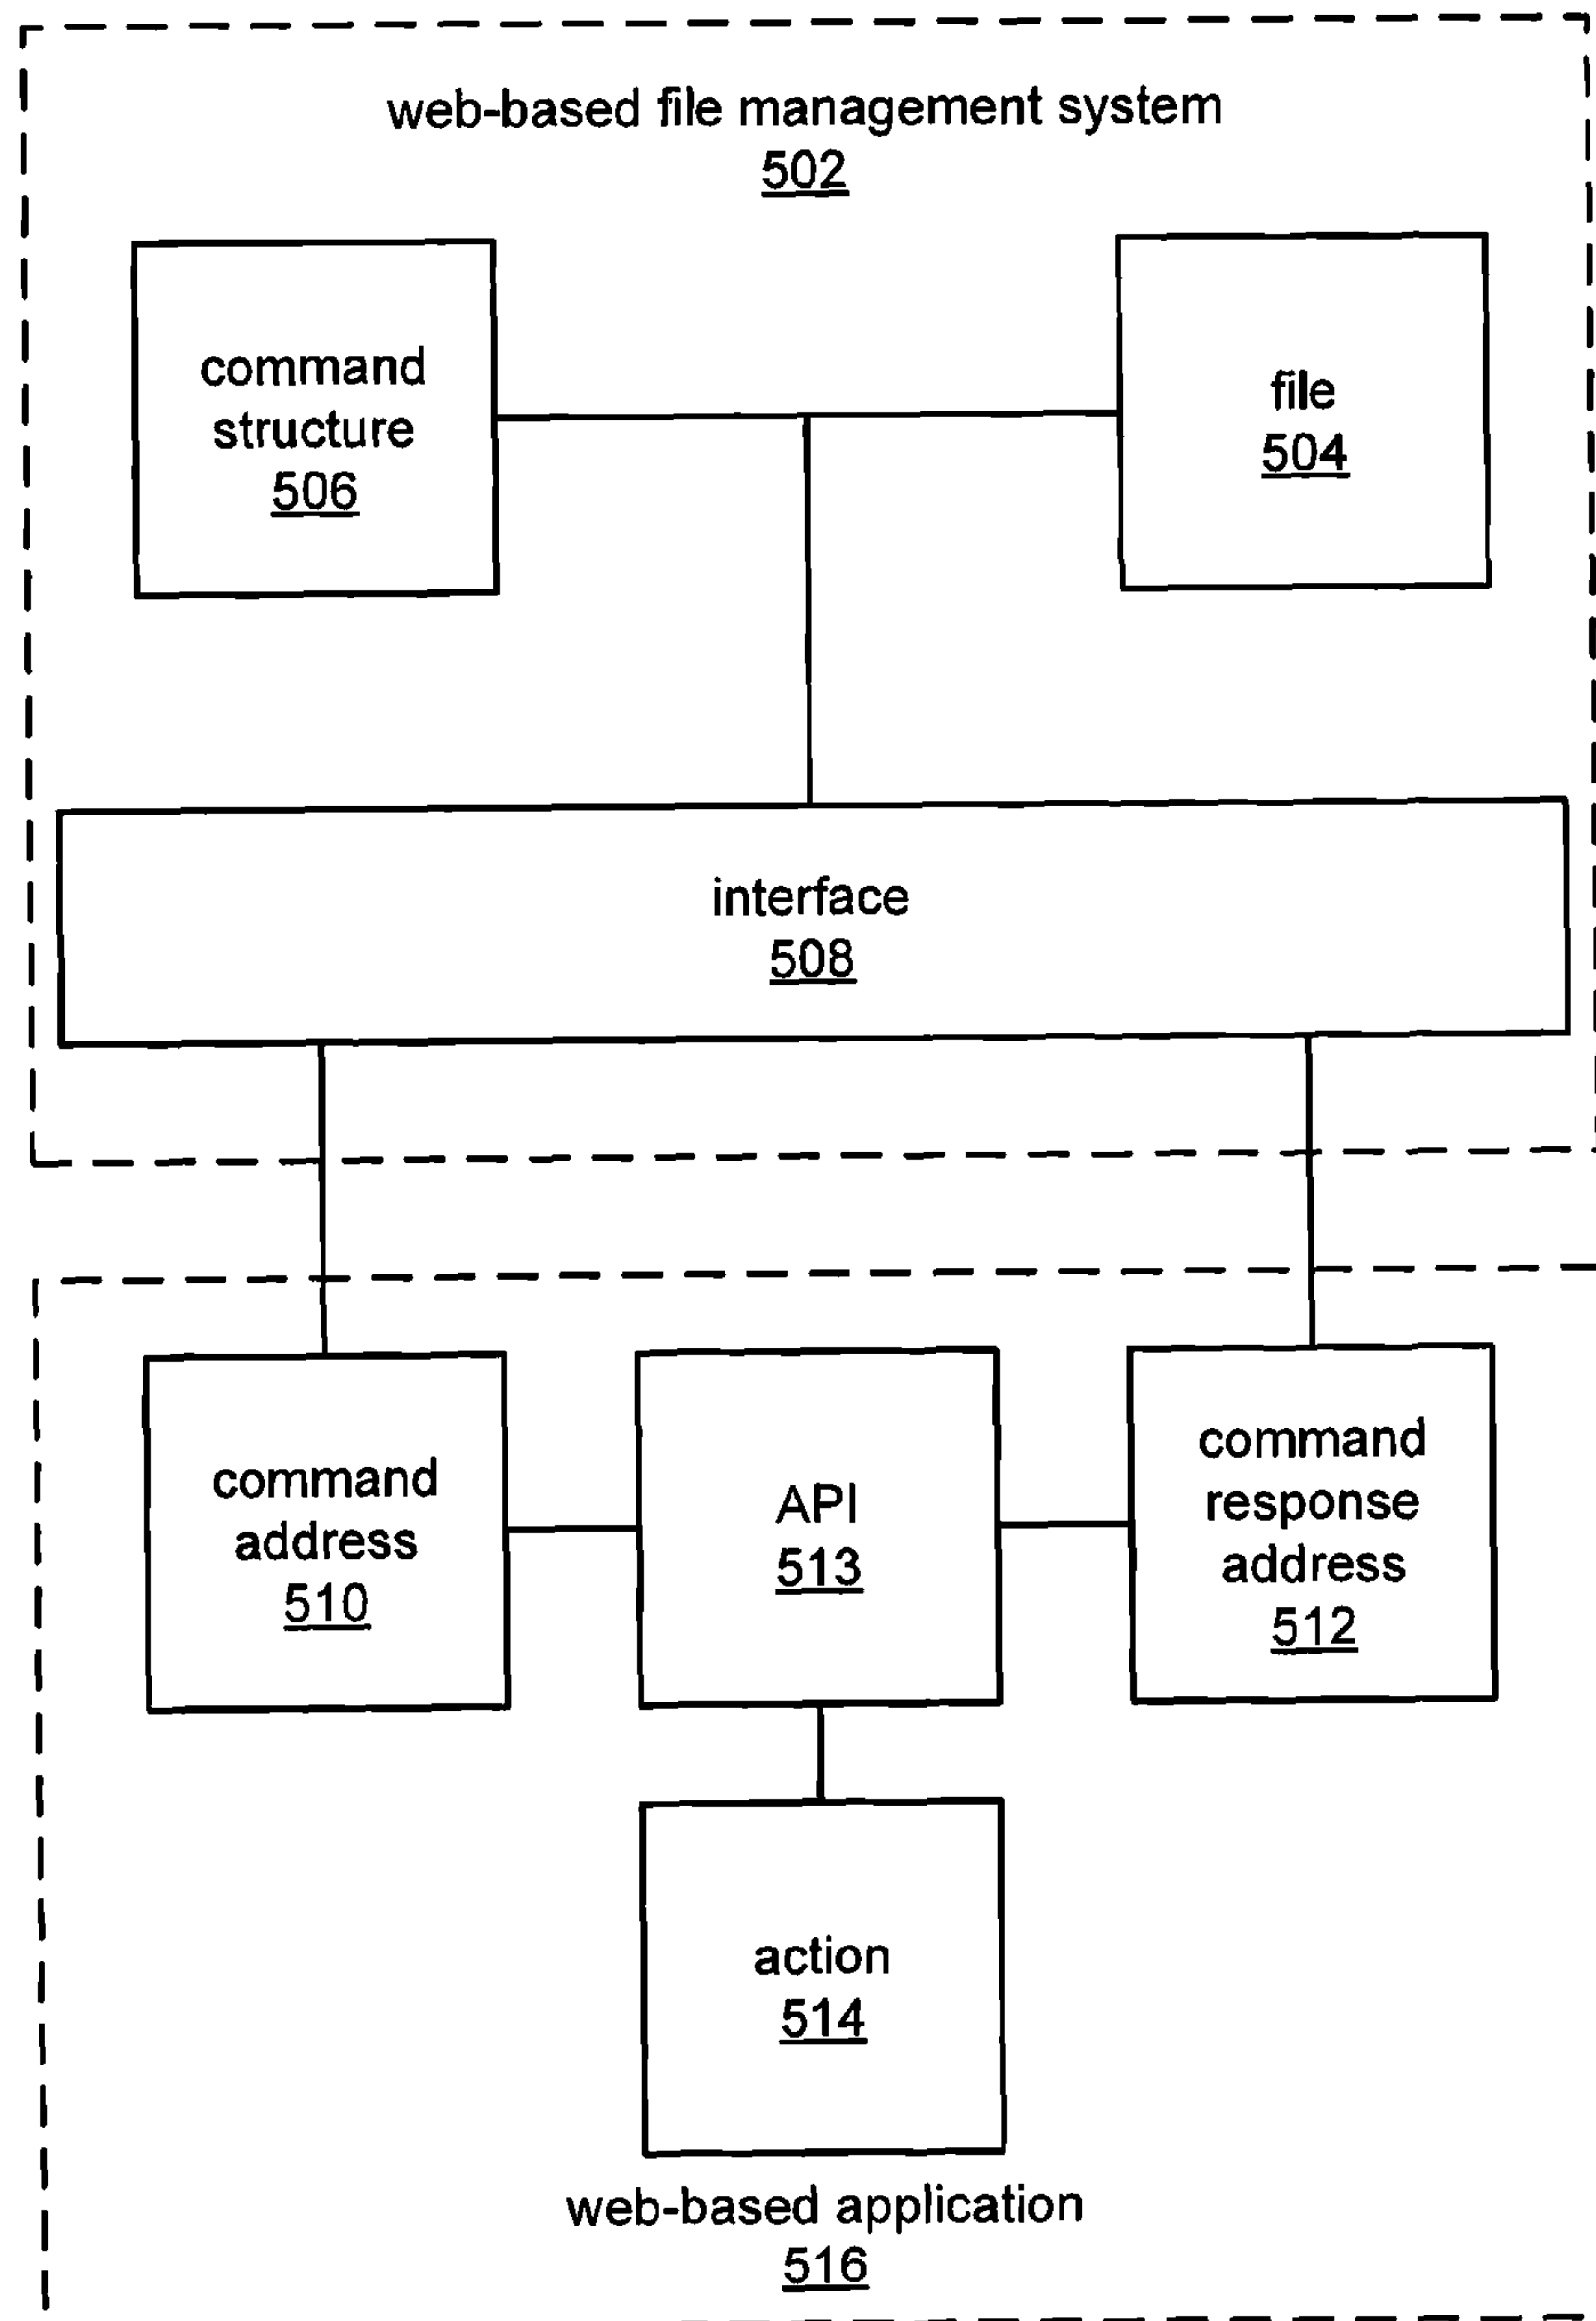 web-based file management system
502
command
structure
506
file
504
interface
508
command
address
510
API
513
command
response
address
512
action
514
web-based application
516